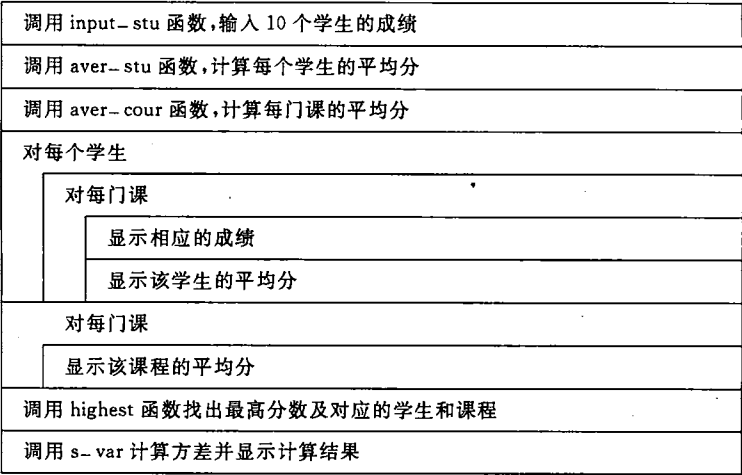 调用 input_stu 函数,输入 10 个学生的成绩
调用 aver_stu 函数,计算每个学生的平均分
调用 aver_cour 函数,计算每门课的平均分
对每个学生
对每门课
显示相应的成绩
显示该学生的平均分
对每门课
显示该课程的平均分
调用 highest 函数找出最高分数及对应的学生和课程
调用 s_var 计算方差并显示计算结果